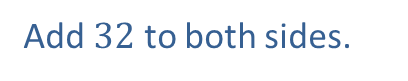 Add 32 to both sides.